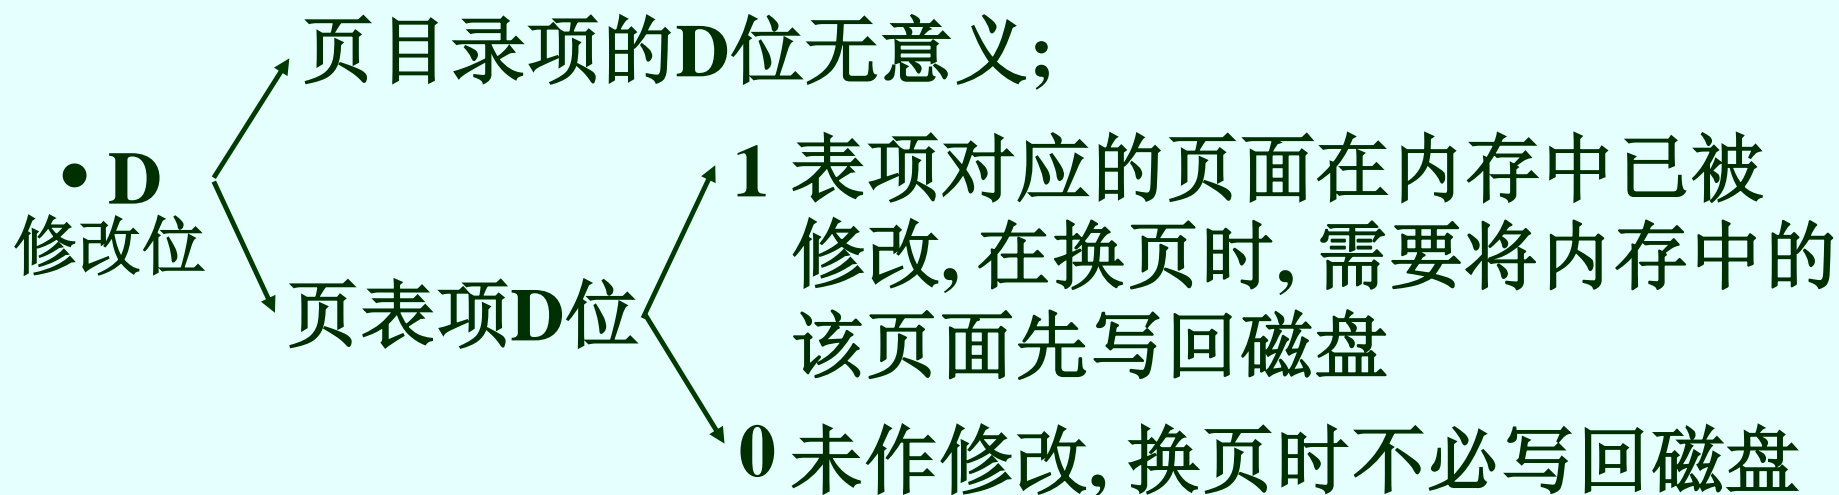 页目录项的D位无意义;
• D
修改位
页表项D位
1 表项对应的页面在内存中已被
修改, 在换页时, 需要将内存中的
该页面先写回磁盘
0 未作修改, 换页时不必写回磁盘